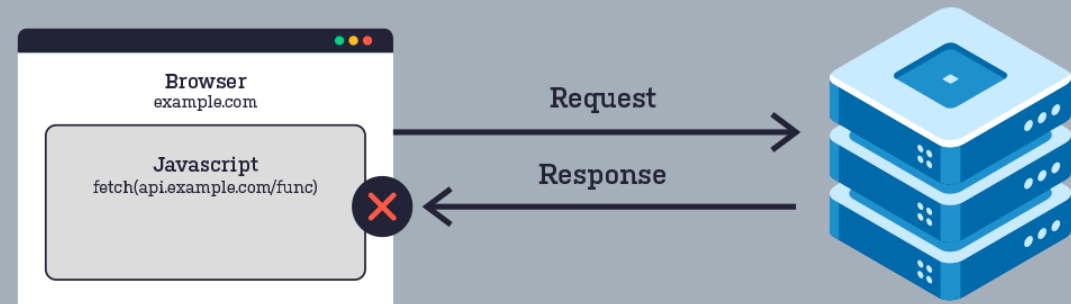 Browser
example.com
Javascript
fetch(api.example.com/func)
Request
Response